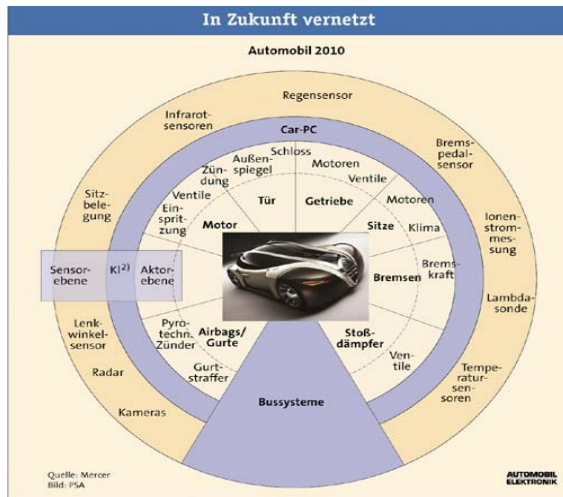 In Zukunft vernetzt
Automobil 2010
Regensensor
Infrarot-
sensoren
Car-PC
Brems-
pedal-
sensor
Schloss
Außen-
spiegel
Motoren
Zün-
dung
Ventile
Ventile
Motoren
Sitz-
bele-
gung
Ein-
sprit-
zung
Tür
Getriebe
Motor
Sitze
Klima
Ionen-
strom-
mes-
sung
Sensor-
ebene
KI2)
Aktor-
ebene
Bremsen
Brems-
kraft
Lambda-
sonde
Lenk-
winkel-
sensor
Pyro-
techn.
Zünder
Airbags/
Gurte
Stoß-
dämpfer
Gurt-
straffer
Ven-
tile
Radar
Tempe-
ratur-
sen-
soren
Kameras
Bussysteme
Quelle: Mercer
Bild: PSA
AUTOMOBIL
ELEKTRONIK